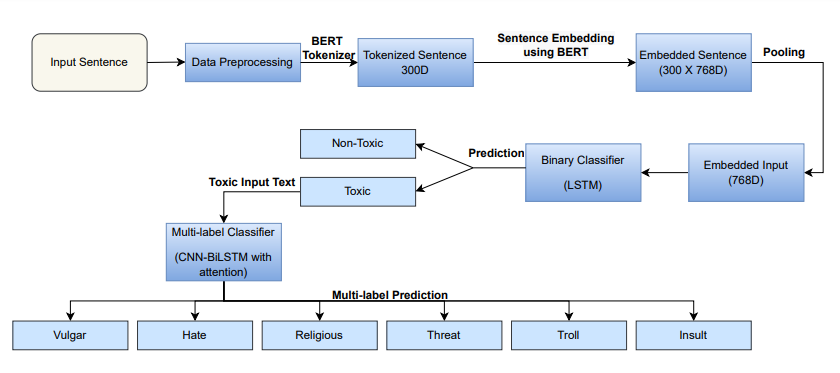 Input Sentence
Data Preprocessing
BERT
Tokenizer
Tokenized Sentence
300D
Sentence Embedding
using BERT
Embedded Sentence
(300 X 768D)
Pooling
Embedded Input
(768D)
Binary Classifier
(LSTM)
Prediction
Non-Toxic
Toxic
Toxic Input Text
Multi-label Classifier
(CNN-BiLSTM with
attention)
Multi-label Prediction
Vulgar
Hate
Religious
Threat
Troll
Insult